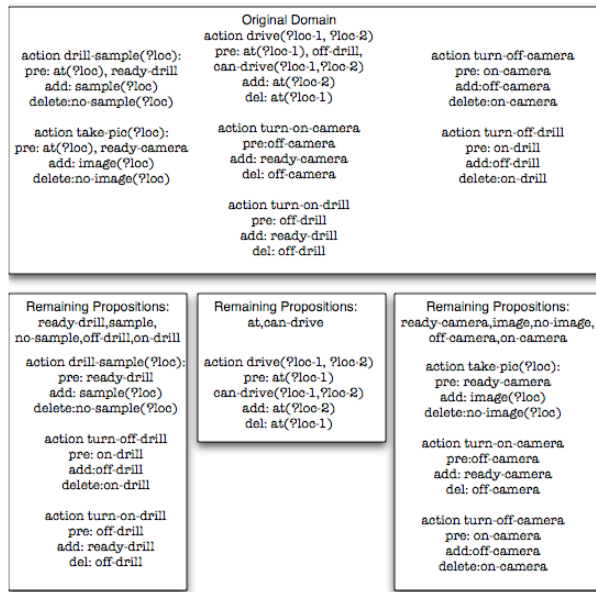 Original Domain
action drill-sample(?loc):
pre: at(?loc), ready-drill
add: sample(?loc)
delete:no-sample(?loc)
action take-pic(?loc):
pre: at(?loc), ready-camera
add: image(?loc)
delete:no-image(?loc)
action drive(?loc-1, ?loc-2)
pre: at(?loc-1), off-drill,
can-drive(?loc-1,?loc-2)
add: at(?loc-2)
del: at(?loc-1)
action turn-on-camera
pre:off-camera
add: ready-camera
del: off-camera
action turn-on-drill
pre: off-drill
add: ready-drill
del: off-drill
action turn-off-camera
pre: on-camera
add:off-camera
delete:on-camera
action turn-off-drill
pre: on-drill
add:off-drill
delete:on-drill
Remaining Propositions:
ready-drill,sample,
no-sample,off-drill,on-drill
action drill-sample(?loc):
pre: ready-drill
add: sample(?loc)
delete:no-sample(?loc)
action turn-off-drill
pre: on-drill
add:off-drill
delete:on-drill
action turn-on-drill
pre: off-drill
add: ready-drill
del: off-drill
Remaining Propositions:
at,can-drive
action drive(?loc-1, ?loc-2)
pre: at(?loc-1)
can-drive(?loc-1,?loc-2)
add: at(?loc-2)
del: at(?loc-1)
Remaining Propositions:
ready-camera,image,no-image,
off-camera,on-camera
action take-pic(?loc):
pre: ready-camera
add: image(?loc)
delete:no-image(?loc)
action turn-on-camera
pre:off-camera
add: ready-camera
del: off-camera
action turn-off-camera
pre: on-camera
add:off-camera
delete:on-camera